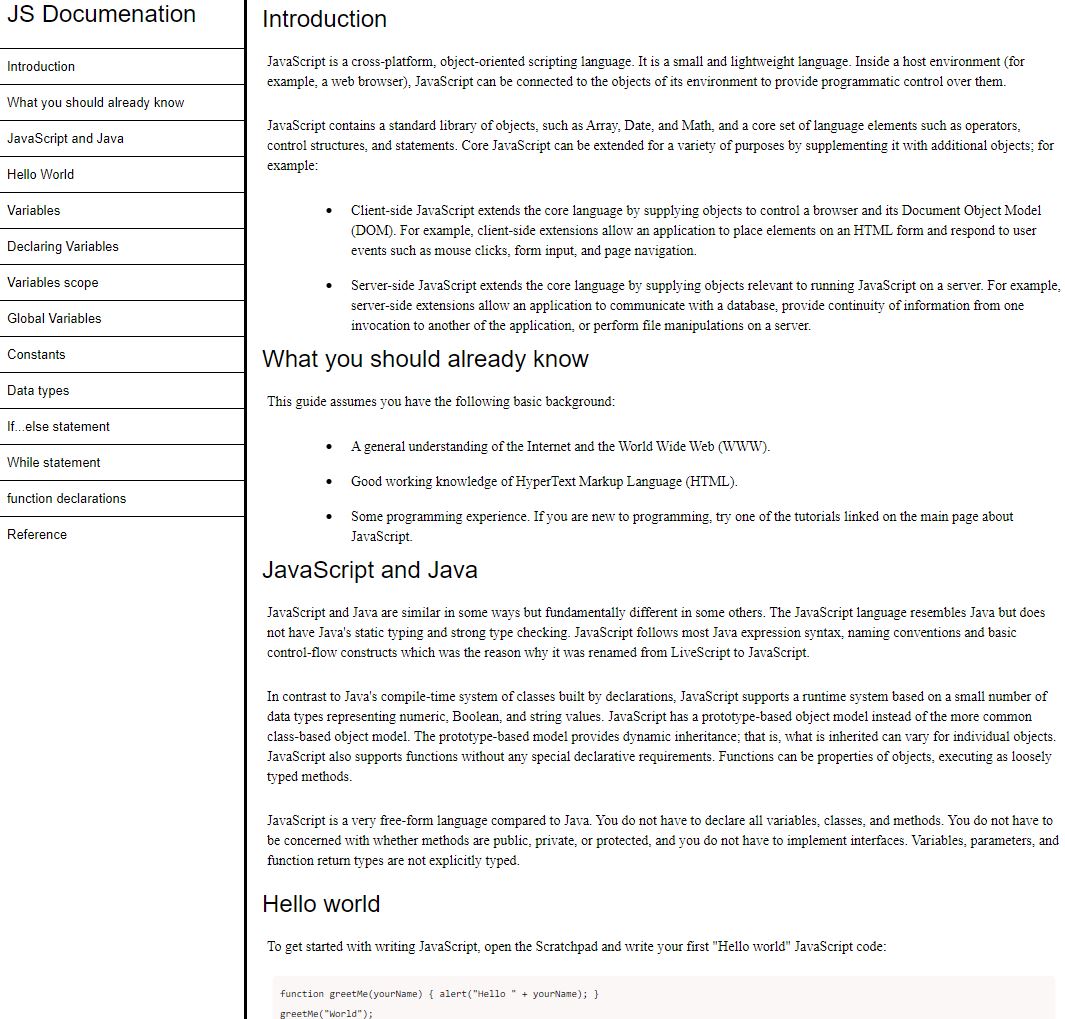 JS Documenation
Introduction
What you should already know
JavaScript and Java
Hello World
Variables
Declaring Variables
Variables scope
Global Variables
Constants
Data types
If...else statement
While statement
function declarations
Reference
Introduction
JavaScript is a cross-platform, object-oriented scripting language. It is a small and lightweight language. Inside a host environment (for
example, a web browser), JavaScript can be connected to the objects of its environment to provide programmatic control over them.
JavaScript contains a standard library of objects, such as Array, Date, and Math, and a core set of language elements such as operators,
control structures, and statements. Core JavaScript can be extended for a variety of purposes by supplementing it with additional objects; for
example:
• Client-side JavaScript extends the core language by supplying objects to control a browser and its Document Object Model
(DOM). For example, client-side extensions allow an application to place elements on an HTML form and respond to user
events such as mouse clicks, form input, and page navigation.
• Server-side JavaScript extends the core language by supplying objects relevant to running JavaScript on a server. For example,
server-side extensions allow an application to communicate with a database, provide continuity of information from one
invocation to another of the application, or perform file manipulations on a server.
What you should already know
This guide assumes you have the following basic background:
• A general understanding of the Internet and the World Wide Web (WWW).
• Good working knowledge of HyperText Markup Language (HTML).
• Some programming experience. If you are new to programming, try one of the tutorials linked on the main page about
JavaScript.
JavaScript and Java
JavaScript and Java are similar in some ways but fundamentally different in some others. The JavaScript language resembles Java but does
not have Java's static typing and strong type checking. JavaScript follows most Java expression syntax, naming conventions and basic
control-flow constructs which was the reason why it was renamed from LiveScript to JavaScript.
In contrast to Java's compile-time system of classes built by declarations, JavaScript supports a runtime system based on a small number of
data types representing numeric, Boolean, and string values. JavaScript has a prototype-based object model instead of the more common
class-based object model. The prototype-based model provides dynamic inheritance; that is, what is inherited can vary for individual objects.
JavaScript also supports functions without any special declarative requirements. Functions can be properties of objects, executing as loosely
typed methods.
JavaScript is a very free-form language compared to Java. You do not have to declare all variables, classes, and methods. You do not have to
be concerned with whether methods are public, private, or protected, and you do not have to implement interfaces. Variables, parameters, and
function return types are not explicitly typed.
Hello world
To get started with writing JavaScript, open the Scratchpad and write your first "Hello world" JavaScript code:
function greetMe(yourName) { alert("Hello " + yourName); }
greetMe("World");